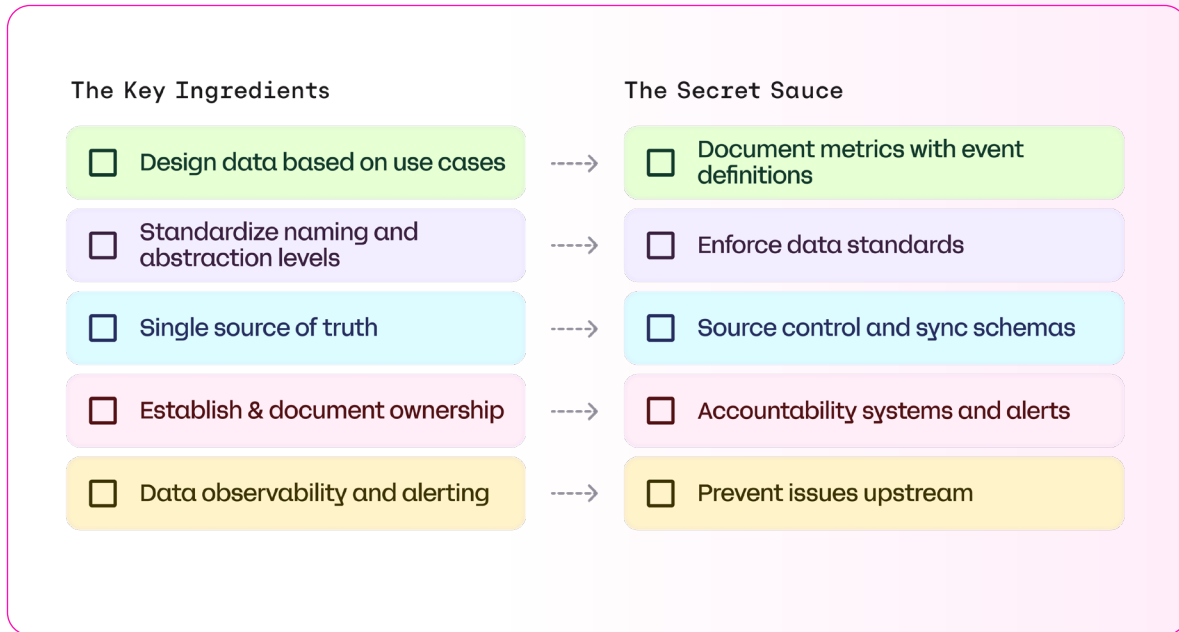 The Key Ingredients
The Secret Sauce
Design data based on use cases
Document metrics with event
definitions
Standardize naming and
abstraction levels
Enforce data standards
Single source of truth
Source control and sync schemas
Establish & document ownership
Accountability systems and alerts
Data observability and alerting
Prevent issues upstream